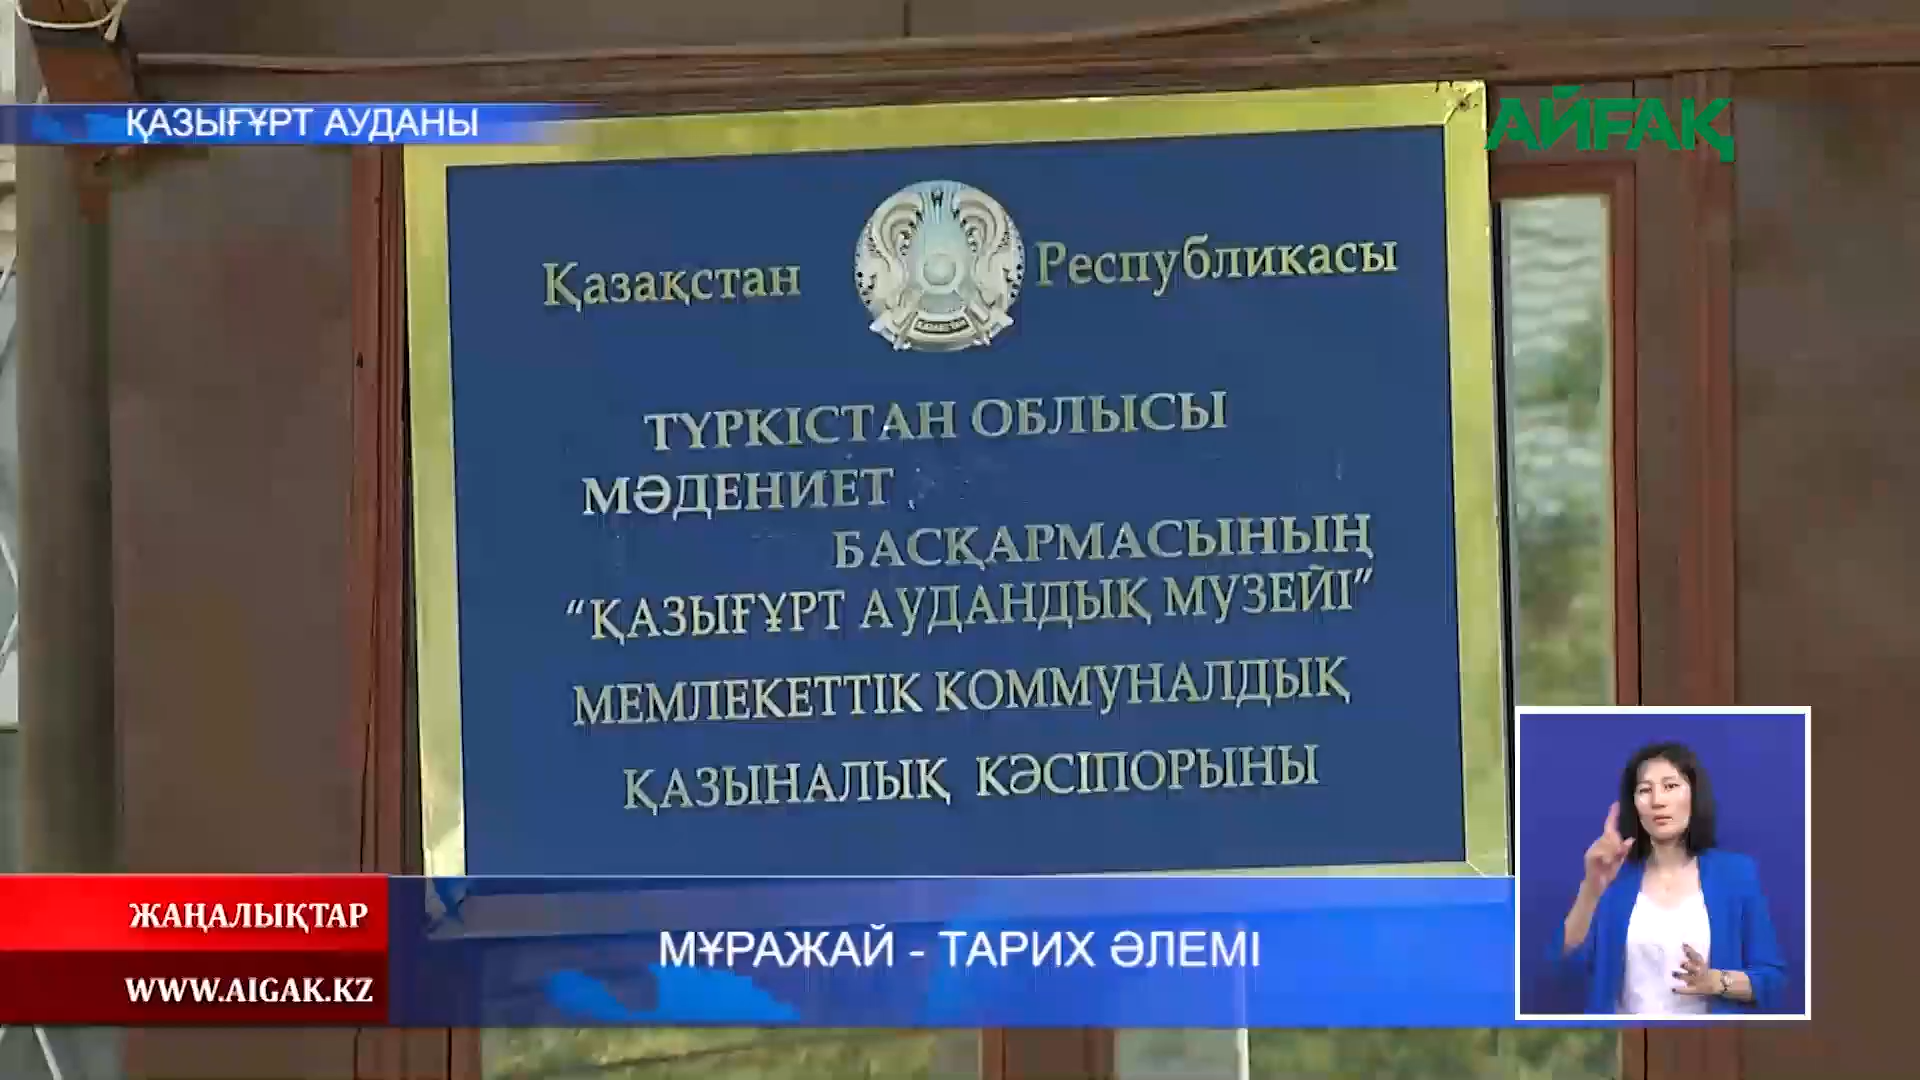 ҚАЗЫҒҰРТ АУДАНЫ
АЙҒАҚ
Қазақстан Республикасы
ТҮРКІСТАН ОБЛЫСЫ
МӘДЕНИЕТ
БАСҚАРМАСЫНЫҢ
“ҚАЗЫҒҰРТ АУДАНДЫҚ МУЗЕЙІ”
МЕМЛЕКЕТТІК КОММУНАЛДЫҚ
ҚАЗЫНАЛЫҚ КӘСІПОРЫНЫ
ЖАҢАЛЫҚТАР
WWW.AIGAK.KZ
МҰРАЖАЙ - ТАРИХ ӘЛЕМІ